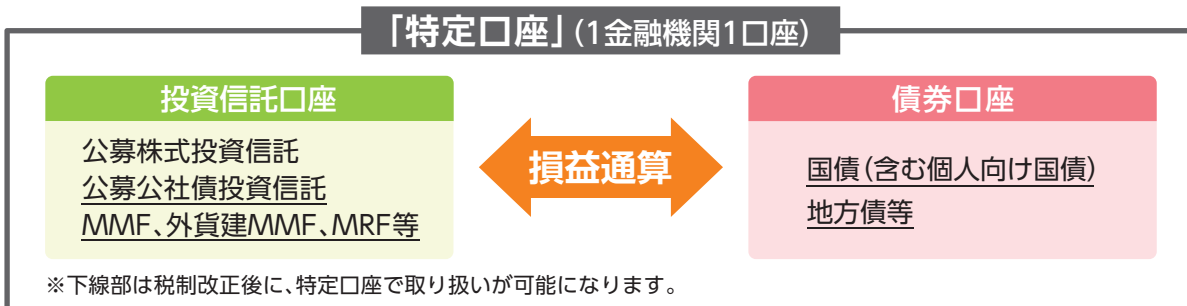 「特定口座」(1金融機関1口座)
投資信託口座
公募株式投資信託
公募公社債投資信託
MMF、外貨建MMF、MRF等
損益通算
債券口座
国債(含む個人向け国債)
地方債等
※下線部は税制改正後に、特定口座で取り扱いが可能になります。